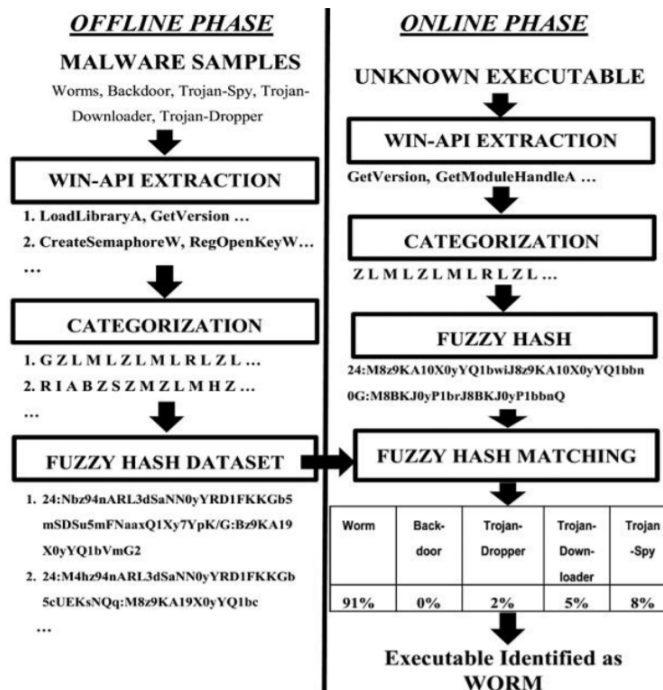 OFFLINE PHASE
MALWARE SAMPLES
Worms, Backdoor, Trojan-Spy, Trojan-
Downloader, Trojan-Dropper
WIN-API EXTRACTION
1. LoadLibraryA, GetVersion ...
2. CreateSemaphoreW, RegOpenKeyW...
...
CATEGORIZATION
1. G Z L M L Z L M L R L Z L ...
2. R I A B Z S Z M Z L M H Z ...
...
FUZZY HASH DATASET
1. 24:Nbz94nARL3dSaNN0yYRD1FKKGb5
mSDSu5mFNaaxQ1Xy7YpK/G:Bz9KA19
X0yYQ1bVmG2
2. 24:M4hz94nARL3dSaNN0yYRD1FKKGb
5cUEKsNQq:M8z9KA19X0yYQ1bc
...
ONLINE PHASE
UNKNOWN EXECUTABLE
WIN-API EXTRACTION
GetVersion, GetModuleHandleA ...
CATEGORIZATION
Z L M L Z L M L R L Z L ...
FUZZY HASH
24:M8z9KA10X0yYQ1bwiJ8z9KA10X0yYQ1bbn
0G:M8BKJ0yP1brJ8BKJ0yP1bbnQ
FUZZY HASH MATCHING
Worm Back- Trojan- Trojan- Trojan
door Dropper Down- -Spy
loader
91% 0% 2% 5% 8%
Executable Identified as
WORM